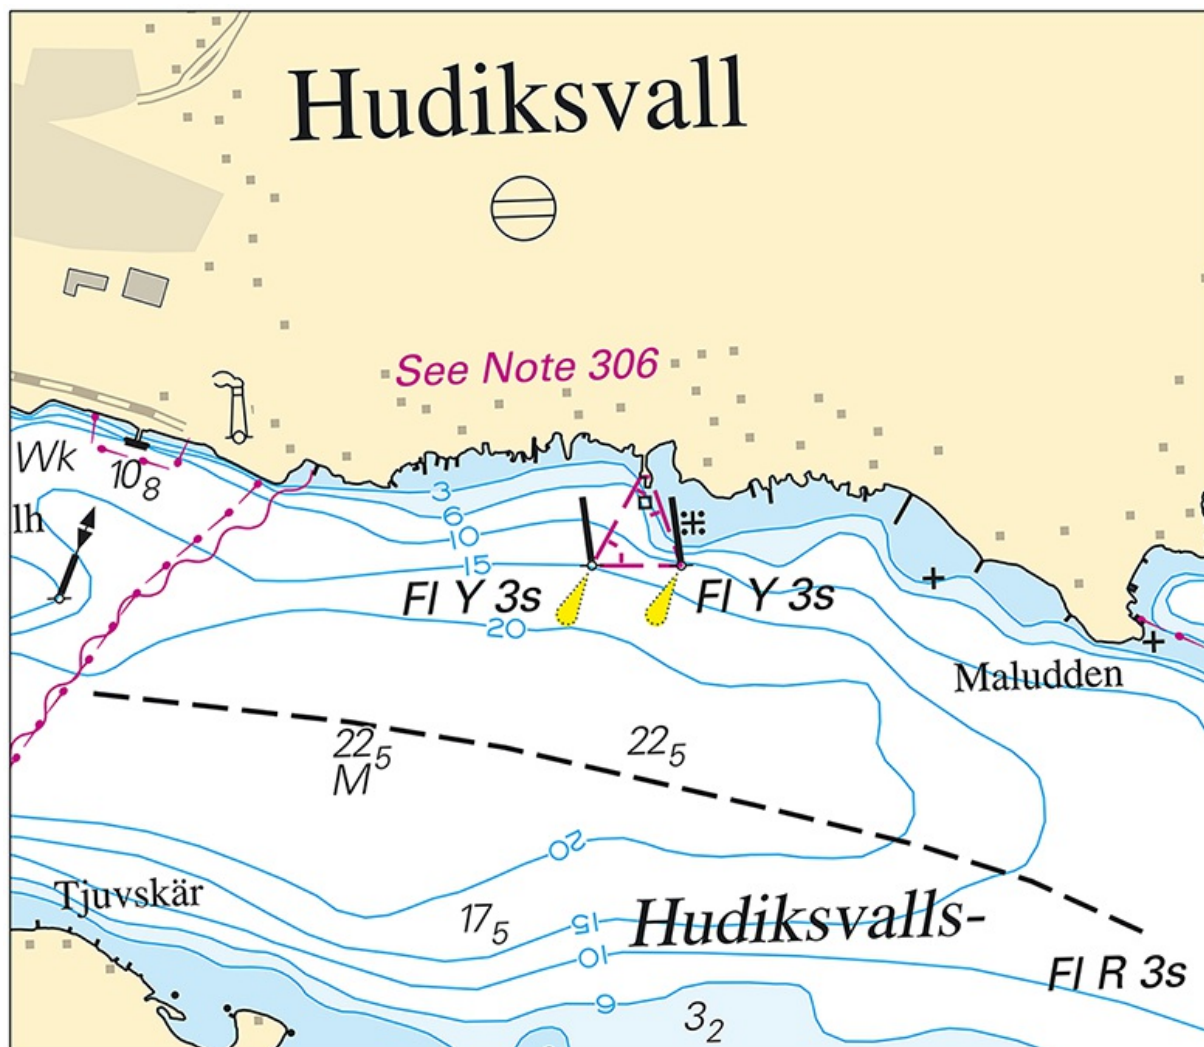 Hudiksvall
See Note 306
Wk
10₈
lh
3
6
10
15
Fl Y 3s
Fl Y 3s
20
Maludden
22₅
M
22₅
20
Tjuvskär
17₅
15
Hudiksvalls-
10
Fl R 3s
6
3₂